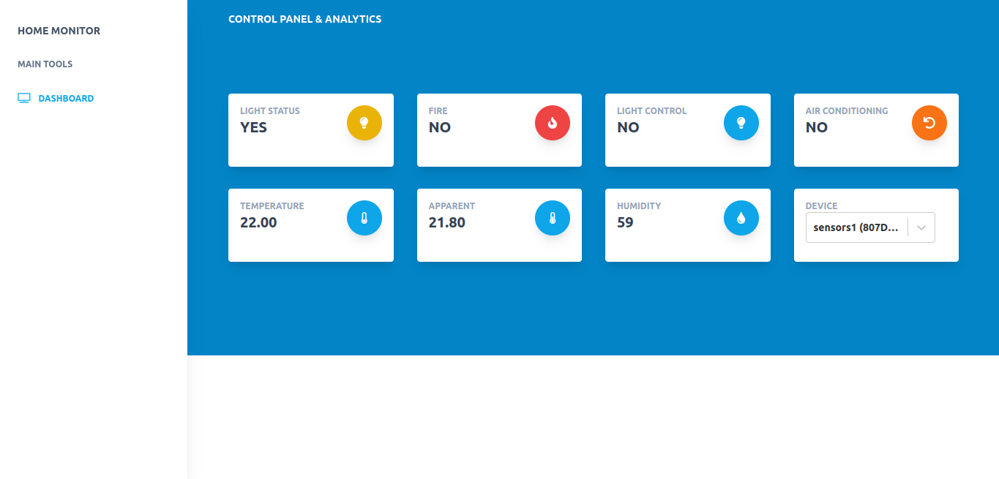 HOME MONITOR
MAIN TOOLS
DASHBOARD
CONTROL PANEL & ANALYTICS
LIGHT STATUS
YES
FIRE
NO
LIGHT CONTROL
NO
AIR CONDITIONING
NO
TEMPERATURE
22.00
APPARENT
21.80
HUMIDITY
59
DEVICE
sensors1 (807D...